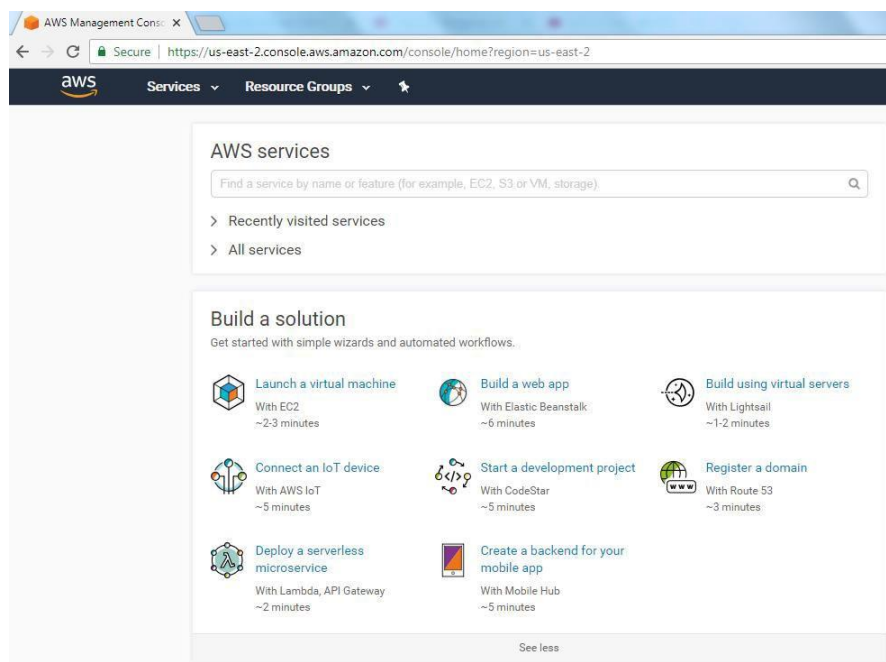 AWS Management Consc
Secure | https://us-east-2.console.aws.amazon.com/console/home?region=us-east-2
aws Services Resource Groups
AWS services
Find a service by name or feature (for example, EC2, S3 or VM, storage).
Recently visited services
All services
Build a solution
Get started with simple wizards and automated workflows.
Launch a virtual machine
With EC2
~2-3 minutes
Build a web app
With Elastic Beanstalk
~6 minutes
Build using virtual servers
With Lightsail
~1-2 minutes
Connect an IoT device
With AWS IoT
~5 minutes
Start a development project
With CodeStar
~5 minutes
Register a domain
www
With Route 53
~3 minutes
Deploy a serverless
microservice
With Lambda, API Gateway
~2 minutes
Create a backend for your
mobile app
With Mobile Hub
~5 minutes
See less